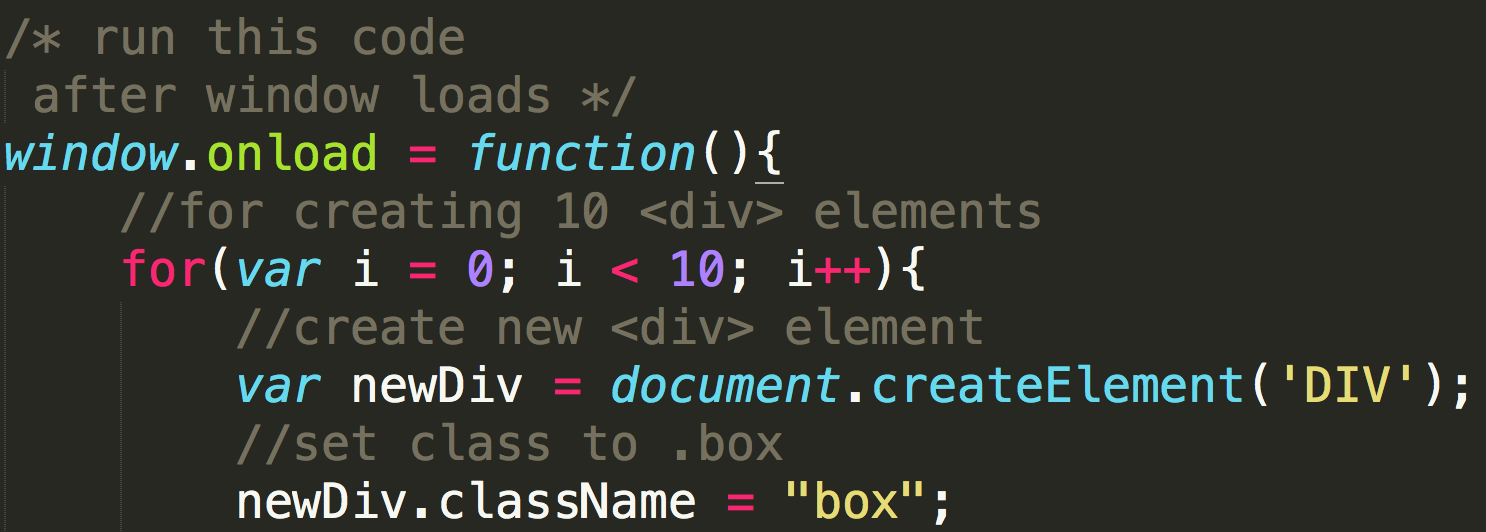 /* run this code
 after window loads */
window.onload = function(){
    //for creating 10 <div> elements
    for(var i = 0; i < 10; i++){
        //create new <div> element
        var newDiv = document.createElement('DIV');
        //set class to .box
        newDiv.className = "box";